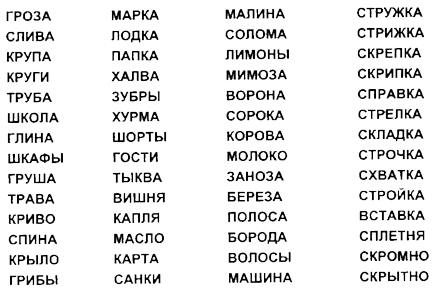 ГРОЗА МАРКА МАЛИНА СТРУЖКА
СЛИВА ЛОДКА СОЛОМА СТРИЖКА
КРУПА ПАПКА ЛИМОНЫ СКРЕПКА
КРУГИ ХАЛВА МИМОЗА СКРИПКА
ТРУБА ЗУБРЫ ВОРОНА СПРАВКА
ШКОЛА ХУРМА СОРОКА СТРЕЛКА
ГЛИНА ШОРТЫ КОРОВА СКЛАДКА
ШКАФЫ ГОСТИ МОЛОКО СТРОЧКА
ГРУША ТЫКВА ЗАНОЗА СХВАТКА
ТРАВА ВИШНЯ БЕРЕЗА СТРОЙКА
КРИВО КАПЛЯ ПОЛОСА ВСТАВКА
СПИНА МАСЛО БОРОДА СПЛЕТНЯ
КРЫЛО КАРТА ВОЛОСЫ СКРОМНО
ГРИБЫ САНКИ МАШИНА СКРЫТНО